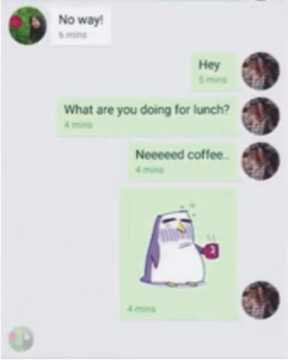 No way!
6 mins
Hey
5 mins
What are you doing for lunch?
4 mins
Neeeeed coffee..
4 mins
4 mins